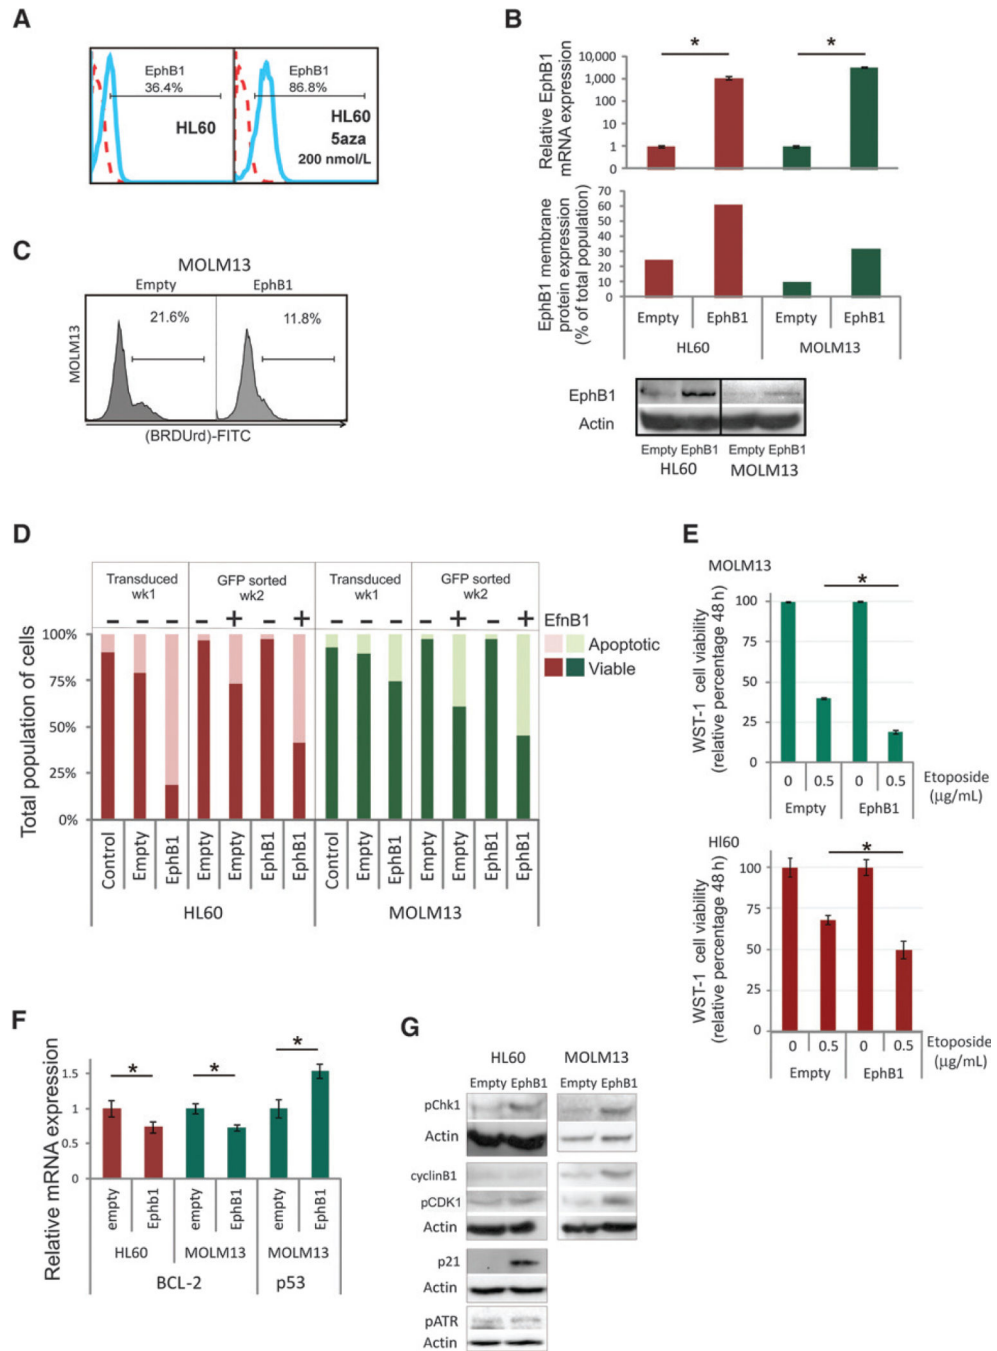 A
EphB1
36.4%
HL60
EphB1
86.8%
HL60
5aza
200 nmol/L
B
Relative EphB1
mRNA expression
10,000
1,000
100
10
1
0
*
*
EphB1 membrane
protein expression
(% of total population)
70
60
50
40
30
20
10
0
Empty
EphB1
Empty
EphB1
HL60
MOLM13
EphB1
Actin
Empty EphB1
Empty EphB1
HL60
MOLM13
C
MOLM13
Empty
EphB1
MOLM13
21.6%
11.8%
(BRDUrd)-FITC
D
Transduced
wk1
GFP sorted
wk2
Transduced
wk1
GFP sorted
wk2
− − − − + − + − − − − + − + EfnB1
Total population of cells
100%
75%
50%
25%
0%
Apoptotic
Viable
Control
Empty
EphB1
Empty
Empty
EphB1
EphB1
Control
Empty
EphB1
Empty
Empty
EphB1
EphB1
HL60
MOLM13
E
MOLM13
*
WST-1 cell viability
(relative percentage 48 h)
100
75
50
25
0
0
0.5
0
0.5
Etoposide
(µg/mL)
Empty
EphB1
Hl60
*
WST-1 cell viability
(relative percentage 48 h)
100
75
50
25
0
0
0.5
0
0.5
Etoposide
(µg/mL)
Empty
EphB1
F
Relative mRNA expression
1.5
1
0.5
0
*
*
*
empty
Ephb1
empty
EphB1
empty
EphB1
HL60
MOLM13
MOLM13
BCL-2
p53
G
HL60
MOLM13
Empty EphB1
Empty EphB1
pChk1
Actin
cyclinB1
pCDK1
Actin
p21
Actin
pATR
Actin